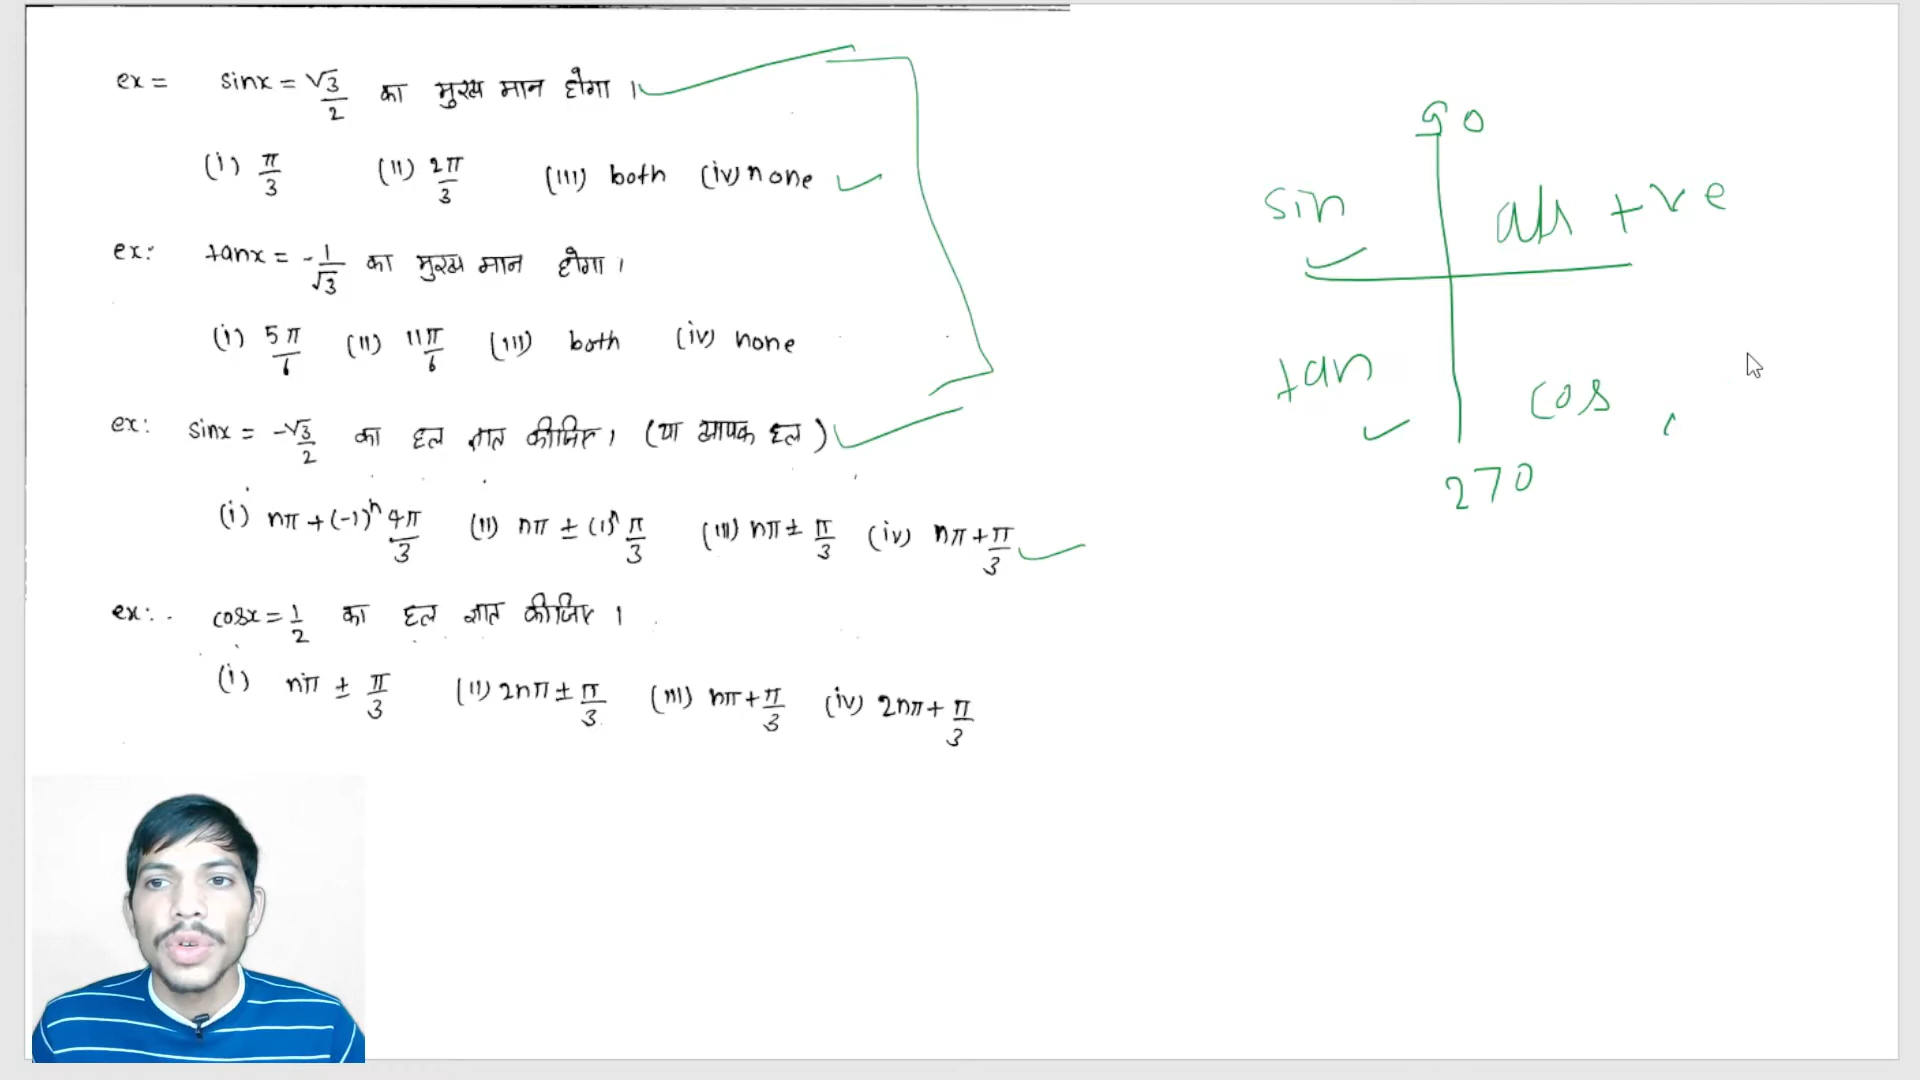 ex = sinx = √3/2 का मुख्य मान होगा ।
(i) π/3 (ii) 2π/3 (iii) both (iv) none
ex: tanx = -1/√3 का मुख्य मान होगा ।
(i) 5π/6 (ii) 11π/6 (iii) both (iv) none
ex: sinx = -√3/2 का हल ज्ञात कीजिए । (या व्यापक हल)
(i) nπ + (-1)ⁿ 4π/3 (ii) nπ ± (1)ⁿ π/3 (iii) nπ ± π/3 (iv) nπ + π/3
ex: cosx = 1/2 का हल ज्ञात कीजिए ।
(i) nπ ± π/3 (ii) 2nπ ± π/3 (iii) nπ + π/3 (iv) 2nπ + π/3
90
sin
all +ve
tan
cos
270